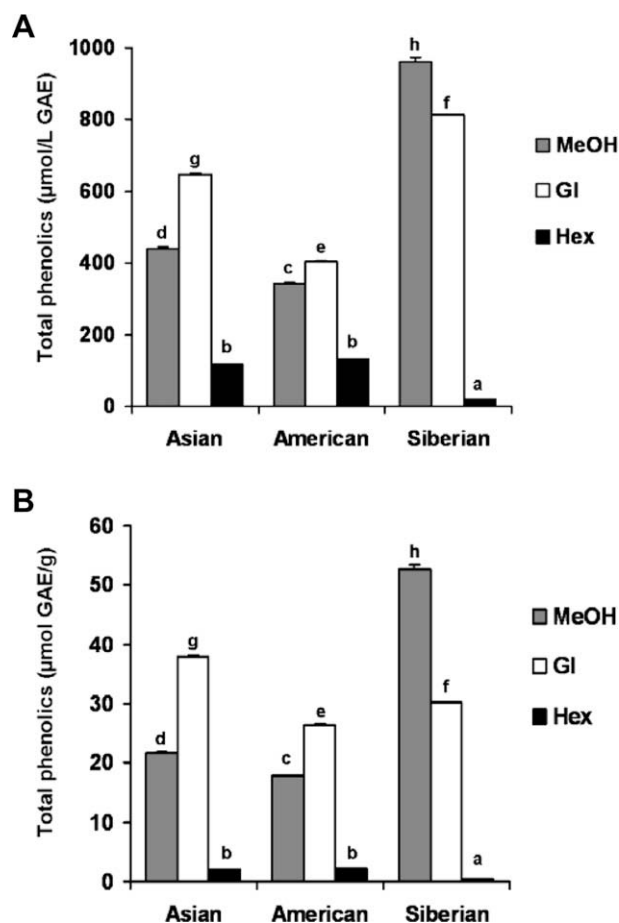 A
Total phenolics (µmol/L GAE)
1000
800
600
400
200
0
d
g
b
c
e
b
h
f
a
Asian
American
Siberian
MeOH
GI
Hex
B
Total phenolics (µmol GAE/g)
60
50
40
30
20
10
0
d
g
b
c
e
b
h
f
a
Asian
American
Siberian
MeOH
GI
Hex